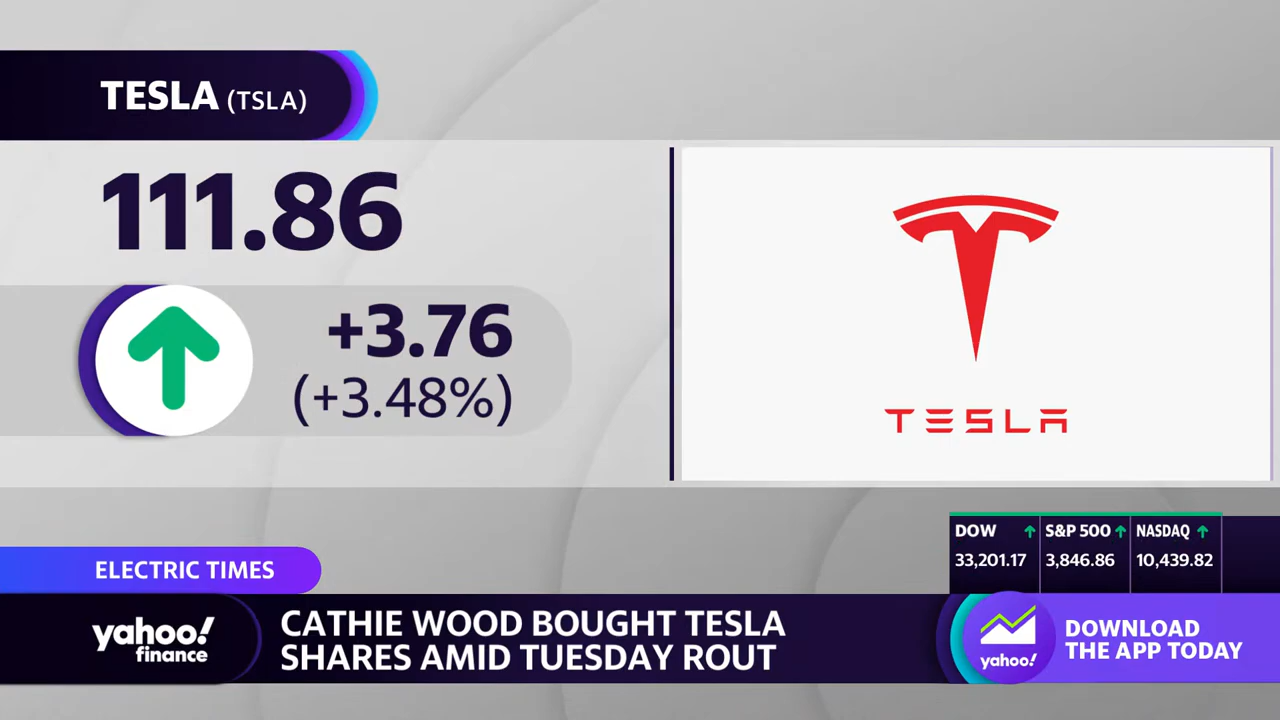 TESLA (TSLA)
111.86
+3.76
(+3.48%)
TESLA
DOW
33,201.17
S&P 500
3,846.86
NASDAQ
10,439.82
ELECTRIC TIMES
yahoo!
finance
CATHIE WOOD BOUGHT TESLA
SHARES AMID TUESDAY ROUT
yahoo!
DOWNLOAD
THE APP TODAY